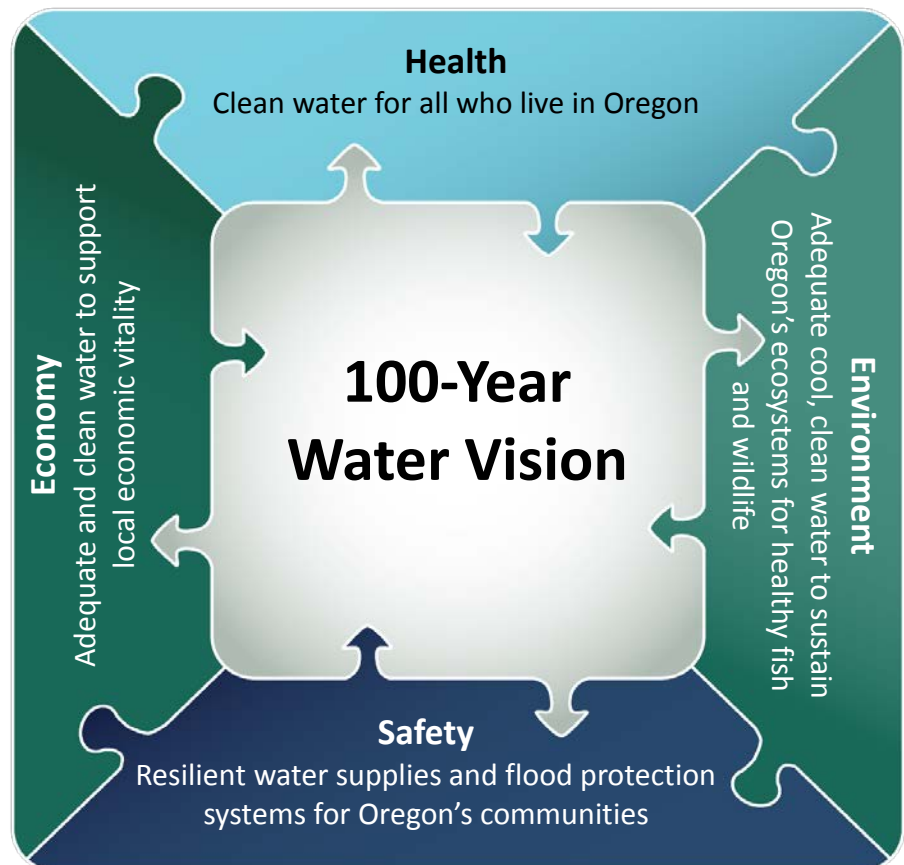 Health
Clean water for all who live in Oregon
Economy
Adequate and clean water to support
local economic vitality
100-Year
Water Vision
Environment
Adequate cool, clean water to sustain
Oregon's ecosystems for healthy fish
and wildlife
Safety
Resilient water supplies and flood protection
systems for Oregon's communities